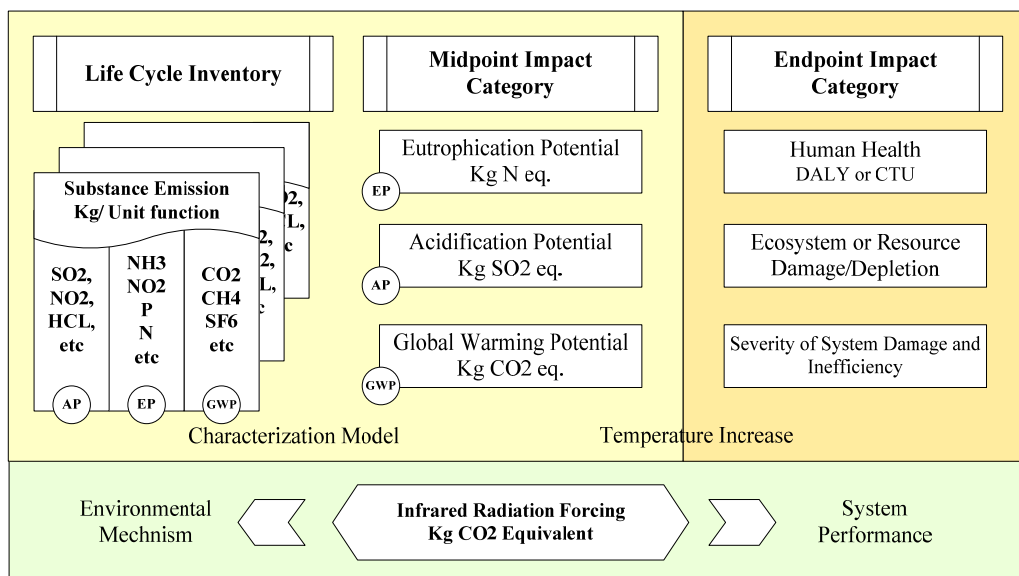 Life Cycle Inventory
Midpoint Impact
Category
Endpoint Impact
Category
Substance Emission
Kg/ Unit function
SO2,
NO2,
HCL,
etc
AP
NH3
NO2
P
N
etc
EP
CO2
CH4
SF6
etc
GWP
Eutrophication Potential
Kg N eq.
EP
Acidification Potential
Kg SO2 eq.
AP
Global Warming Potential
Kg CO2 eq.
GWP
Human Health
DALY or CTU
Ecosystem or Resource
Damage/Depletion
Severity of System Damage and
Inefficiency
Characterization Model
Temperature Increase
Environmental
Mechnism
Infrared Radiation Forcing
Kg CO2 Equivalent
System
Performance